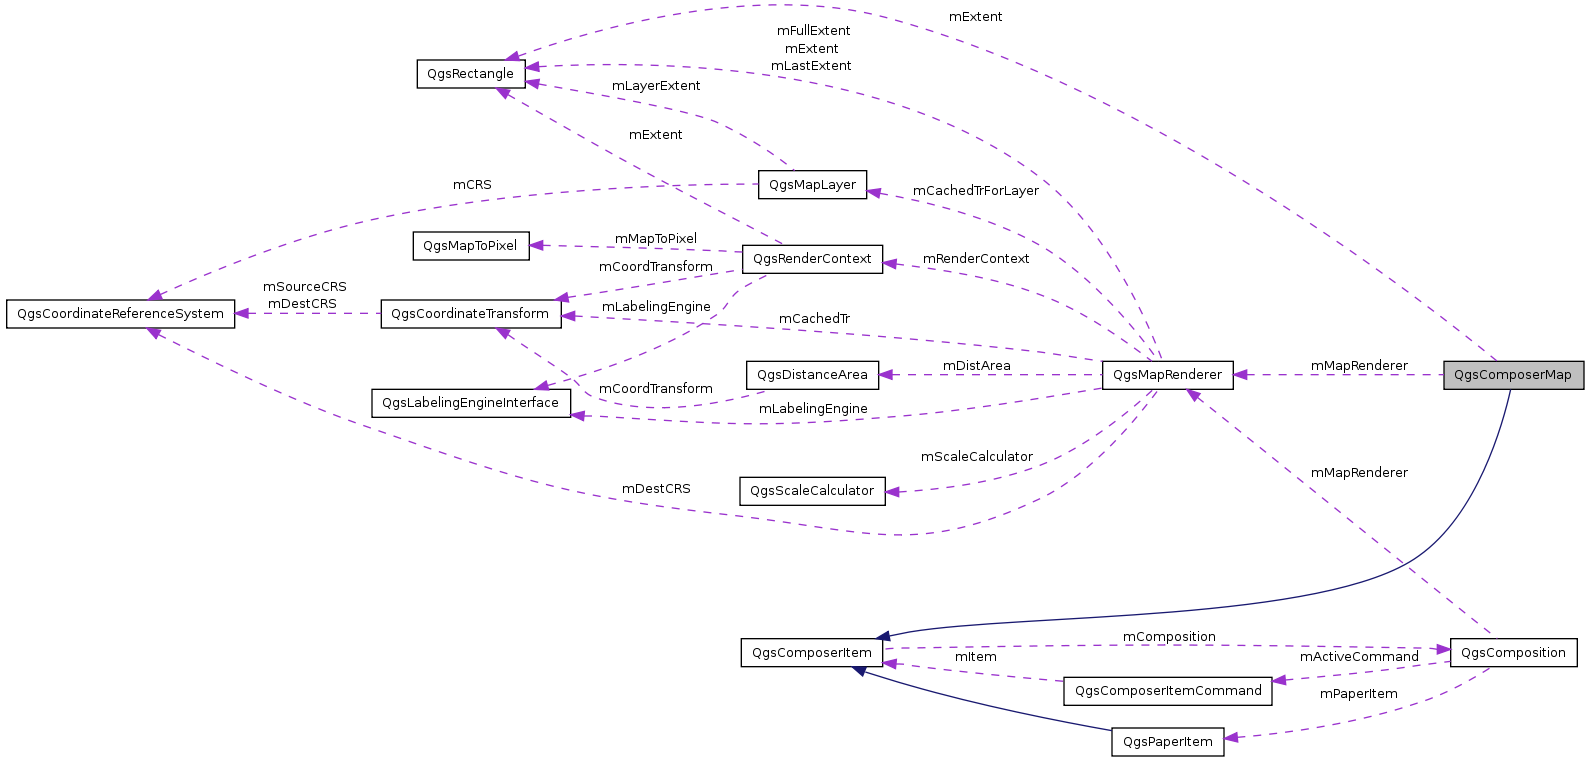 mExtent
mFullExtent
mExtent
mLastExtent
QgsRectangle
mLayerExtent
mExtent
mCRS
QgsMapLayer
mCachedTrForLayer
QgsMapToPixel
mMapToPixel
QgsRenderContext
mRenderContext
mCoordTransform
mSourceCRS
mDestCRS
QgsCoordinateReferenceSystem
QgsCoordinateTransform
mLabelingEngine
mCachedTr
QgsDistanceArea
mDistArea
QgsMapRenderer
mMapRenderer
QgsComposerMap
mCoordTransform
QgsLabelingEngineInterface
mLabelingEngine
mScaleCalculator
mMapRenderer
mDestCRS
QgsScaleCalculator
QgsComposerItem
mComposition
QgsComposition
mItem
mActiveCommand
QgsComposerItemCommand
mPaperItem
QgsPaperItem